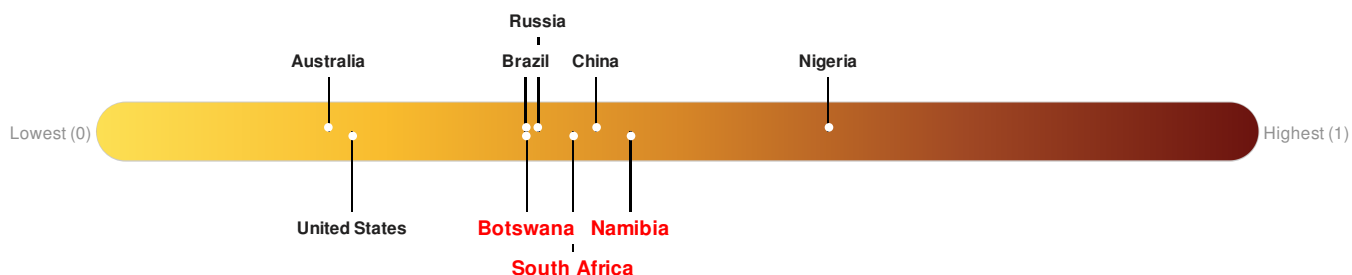 Russia
Australia
Brazil
China
Nigeria
Lowest (0)
Highest (1)
United States
Botswana
Namibia
South Africa